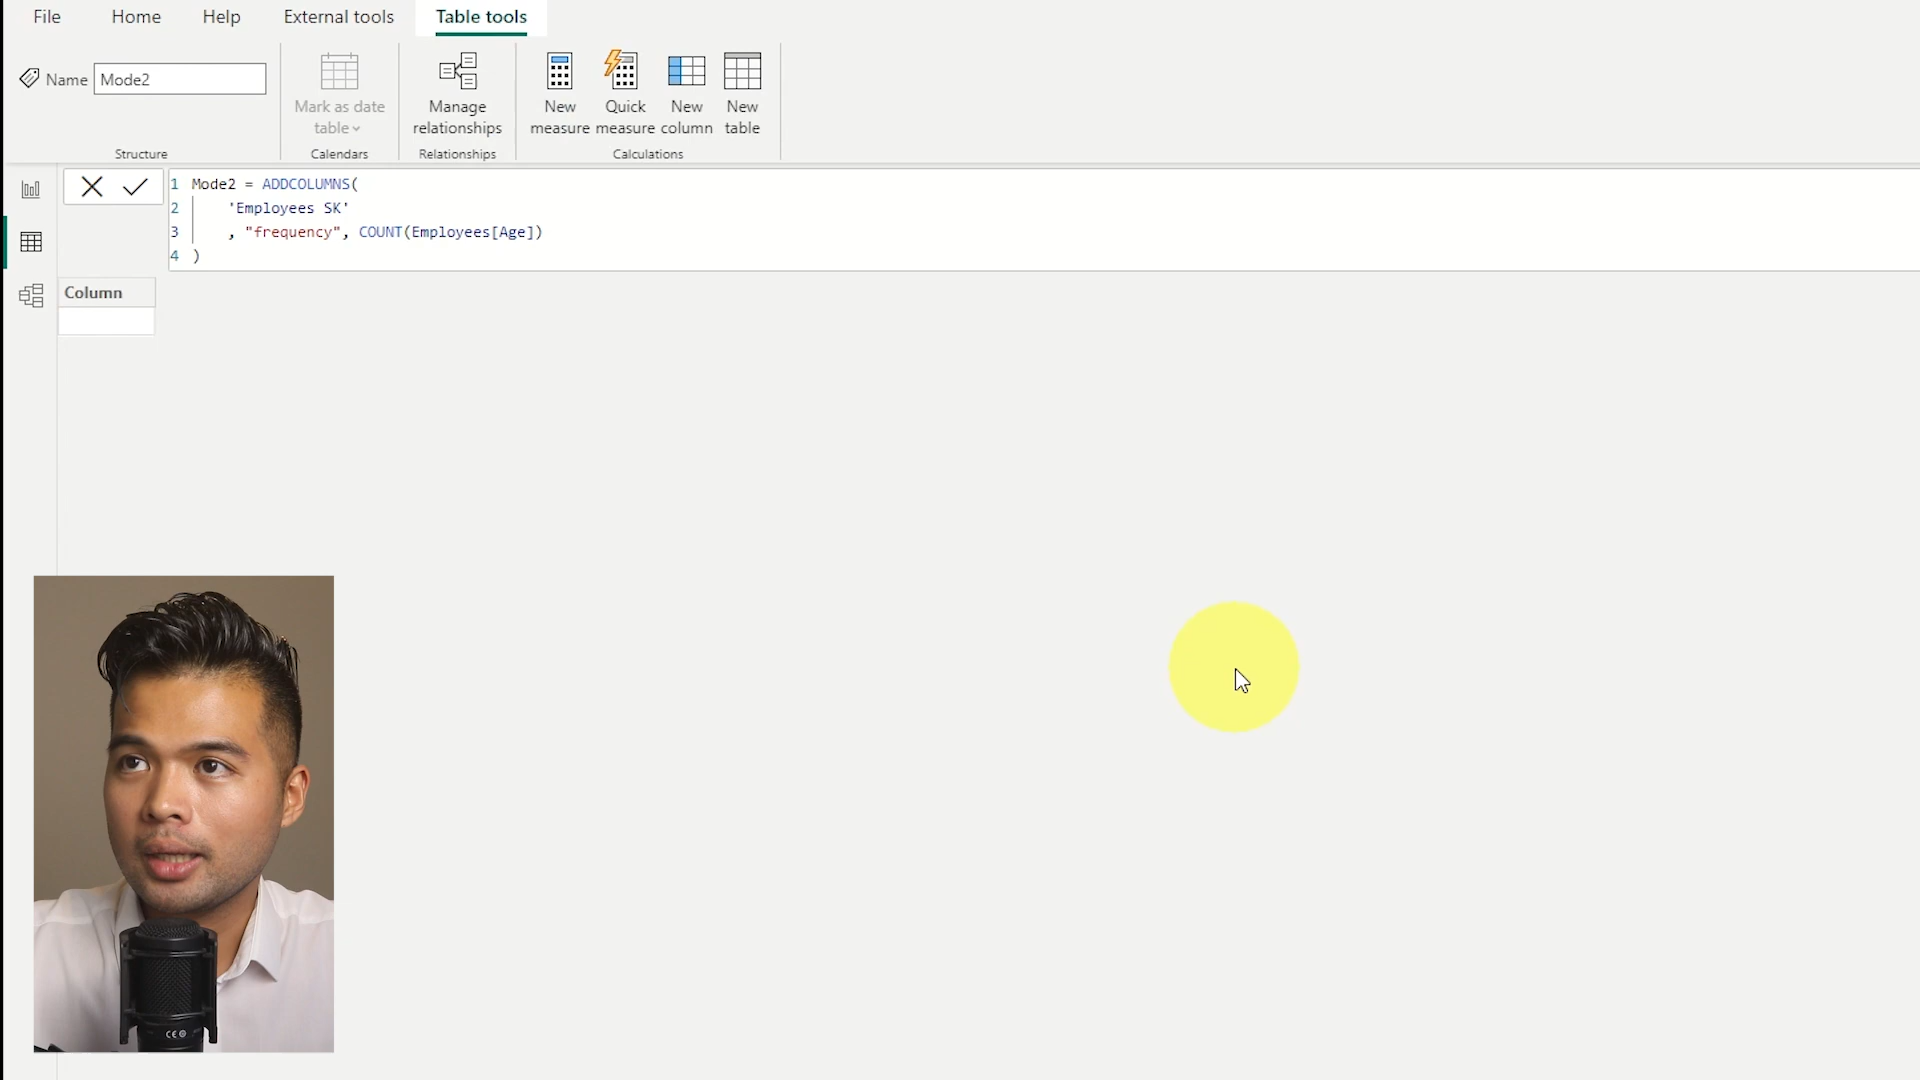 File Home Help External tools Table tools
Name Mode2
Mark as date
table
Manage
relationships
New
measure
Quick
measure
New
column
New
table
Structure Calendars Relationships Calculations
1 Mode2 = ADDCOLUMNS(
2 'Employees SK'
3 , "frequency", COUNT(Employees[Age])
4 )
Column
CE